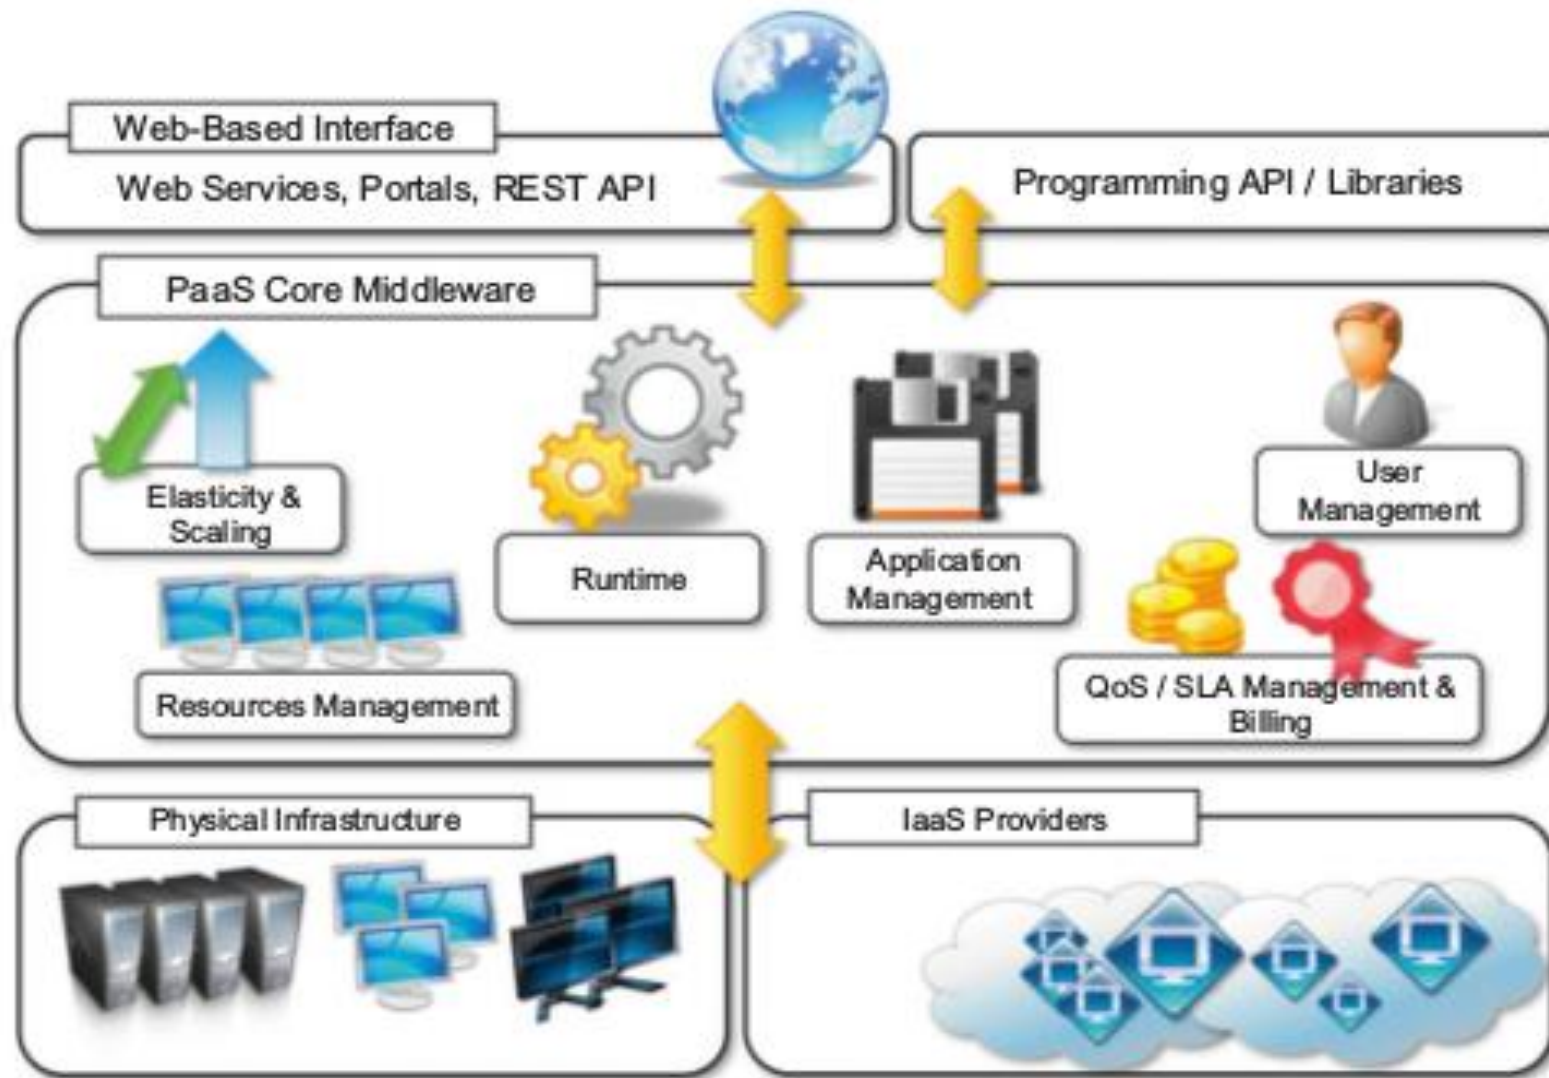 Web-Based Interface
Web Services, Portals, REST API
Programming API / Libraries
PaaS Core Middleware
Elasticity &
Scaling
Runtime
Application
Management
User
Management
Resources Management
QoS / SLA Management &
Billing
Physical Infrastructure
IaaS Providers